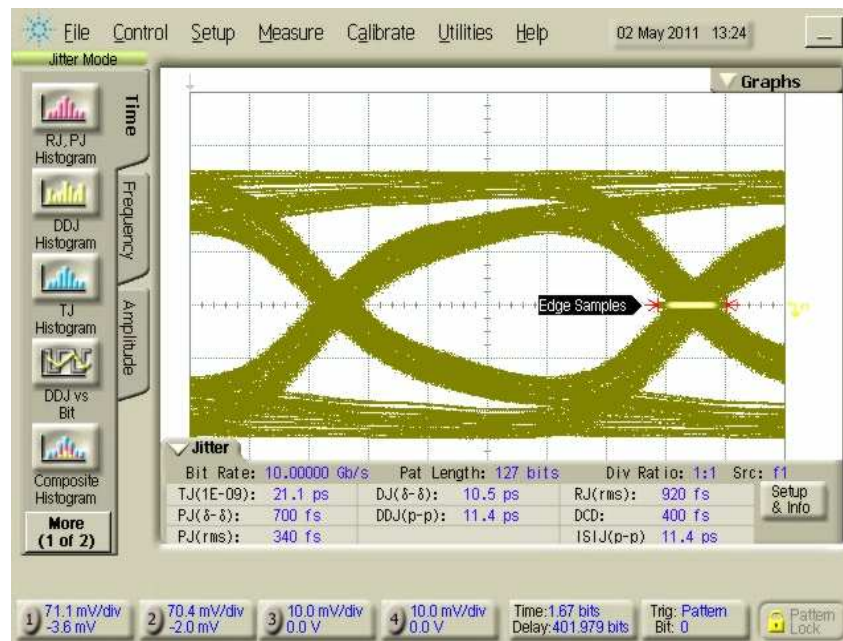 File Control Setup Measure Calibrate Utilities Help 02 May 2011 13:24
Jitter Mode
Graphs
Time
Frequency
Amplitude
RJ, PJ
Histogram
DDJ
Histogram
TJ
Histogram
DDJ vs
Bit
Composite
Histogram
More
(1 of 2)
Edge Samples
Jitter
Bit Rate: 10.00000 Gb/s Pat Length: 127 bits Div Ratio: 1:1 Src: f1
TJ(1E-09): 21.1 ps DJ(δ-δ): 10.5 ps RJ(rms): 920 fs
PJ(δ-δ): 700 fs DDJ(p-p): 11.4 ps DCD: 400 fs
PJ(rms): 340 fs ISIJ(p-p) 11.4 ps
Setup
& Info
1) 71.1 mV/div
-3.6 mV
2) 70.4 mV/div
-2.0 mV
3) 10.0 mV/div
0.0 V
4) 10.0 mV/div
0.0 V
Time:1.67 bits
Delay:401.979 bits
Trig: Pattern
Bit: 0
Pattern
Lock